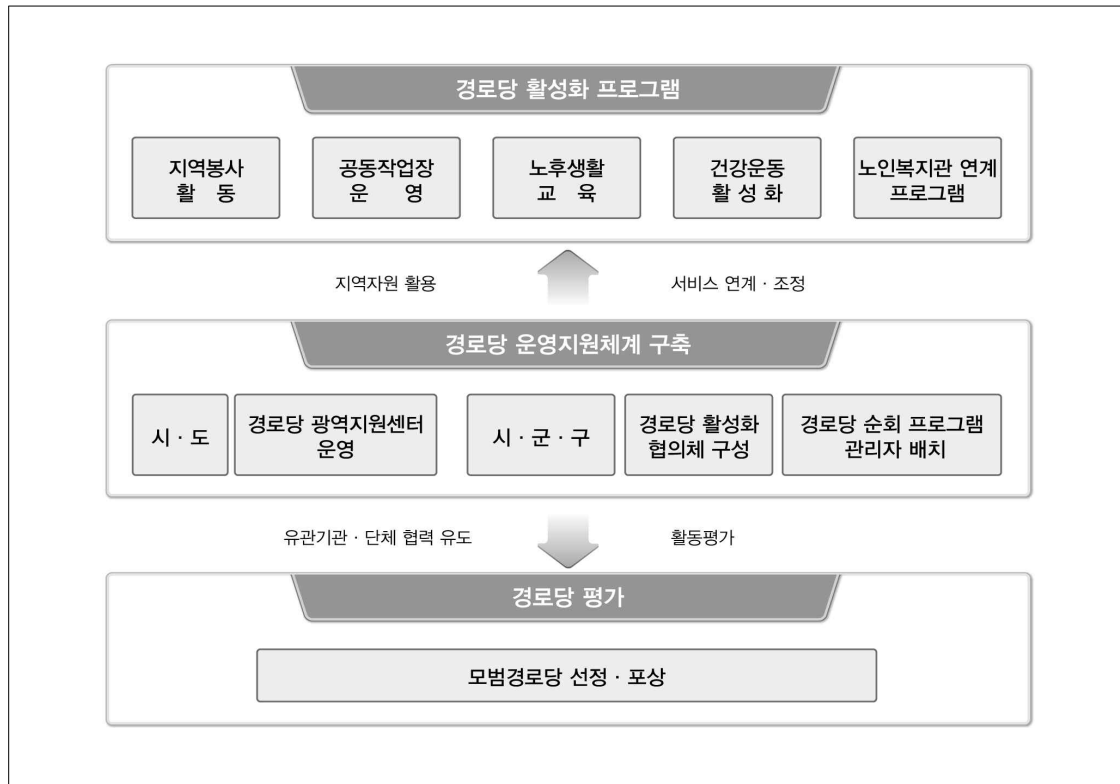 경로당 활성화 프로그램
지역봉사
활 동
공동작업장
운 영
노후생활
교 육
건강운동
활 성 화
노인복지관 연계
프로그램
지역자원 활용
서비스 연계 · 조정
경로당 운영지원체계 구축
시 · 도
경로당 광역지원센터
운영
시 · 군 · 구
경로당 활성화
협의체 구성
경로당 순회 프로그램
관리자 배치
유관기관 · 단체 협력 유도
활동평가
경로당 평가
모범경로당 선정 · 포상